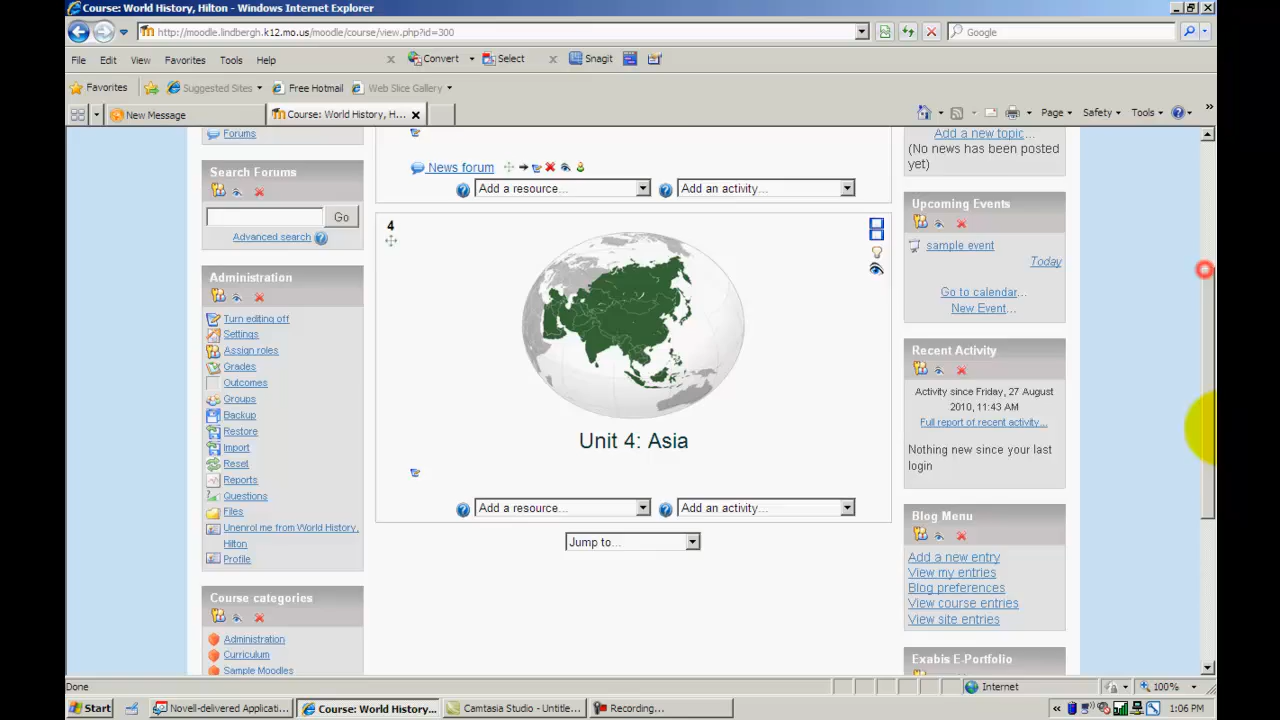 Course: World History, Hilton - Windows Internet Explorer
http://moodle.lindbergh.k12.mo.us/moodle/course/view.php?id=300
Google
File Edit View Favorites Tools Help
x Convert Select x Snagit
Favorites Suggested Sites Free Hotmail Web Slice Gallery
New Message
Course: World History, H...
Page Safety Tools
Forums
Search Forums
Go
Advanced search
Administration
Turn editing off
Settings
Assign roles
Grades
Outcomes
Groups
Backup
Restore
Import
Reset
Reports
Questions
Files
Unenrol me from World History,
Hilton
Profile
Course categories
Administration
Curriculum
Sample Moodles
News forum
Add a resource...
Add an activity...
4
Unit 4: Asia
Add a resource...
Add an activity...
Jump to...
Add a new topic...
(No news has been posted
yet)
Upcoming Events
sample event
Today
Go to calendar...
New Event...
Recent Activity
Activity since Friday, 27 August
2010, 11:43 AM
Full report of recent activity...
Nothing new since your last
login
Blog Menu
Add a new entry
View my entries
Blog preferences
View course entries
View site entries
Exabis E-Portfolio
Done
Internet
100%
Start
Novell-delivered Applicati...
Course: World History...
Camtasia Studio - Untitle...
Recording...
1:06 PM